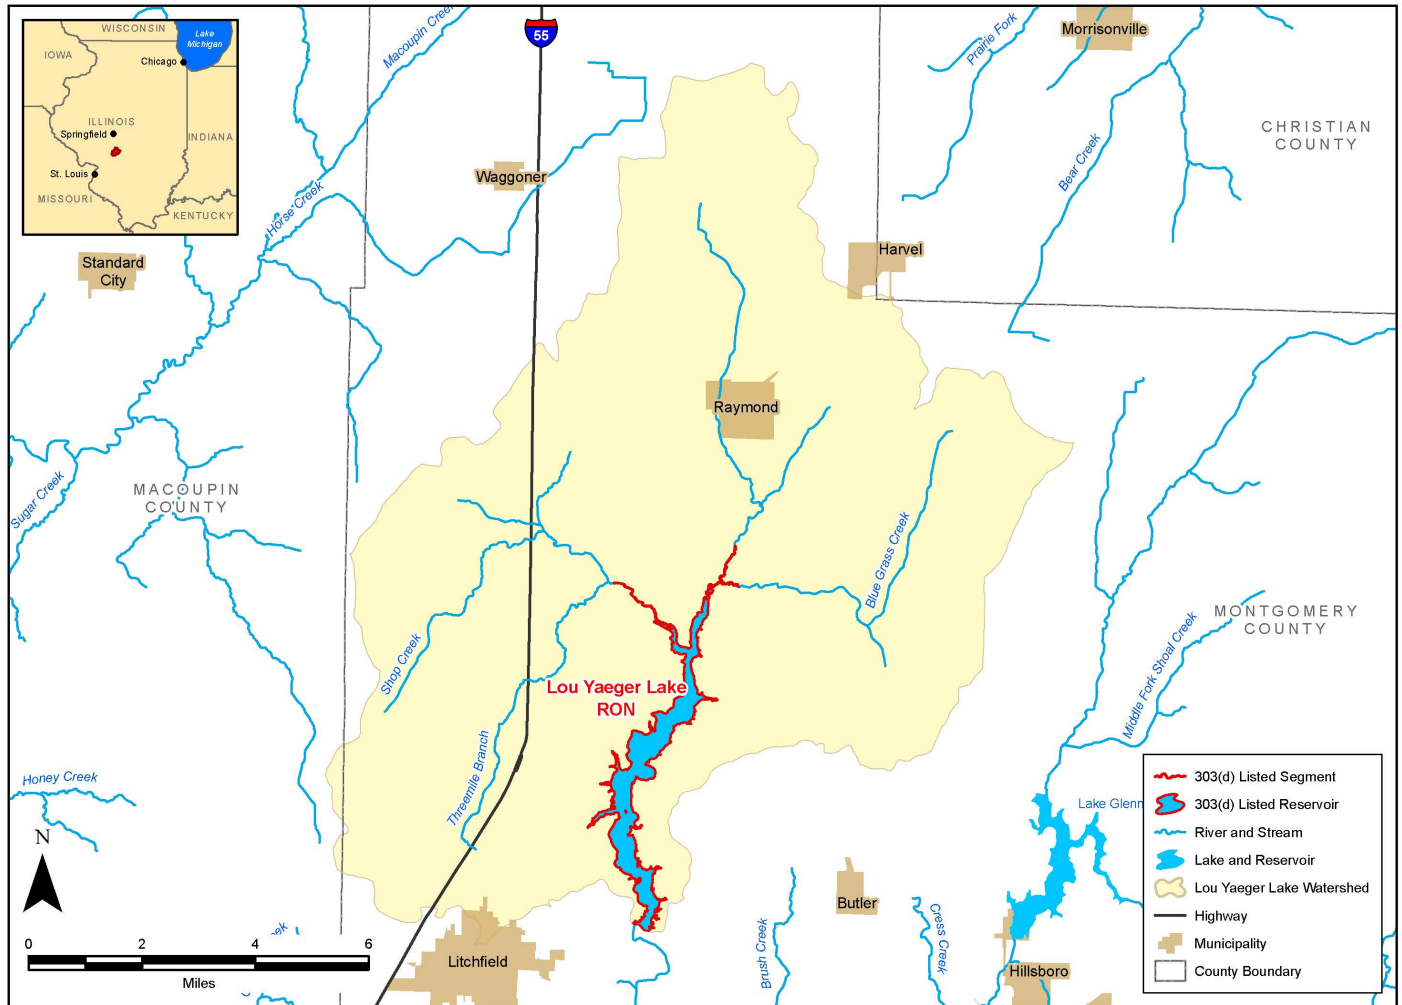 WISCONSIN
Lake
Michigan
IOWA
Chicago
ILLINOIS
Springfield
INDIANA
St. Louis
MISSOURI
KENTUCKY
55
Macoupin Creek
Prairie Fork
Morrisonville
CHRISTIAN
COUNTY
Bear Creek
Waggoner
Horse Creek
Standard
City
Harvel
Raymond
Sugar Creek
MACOUPIN
COUNTY
Blue Grass Creek
MONTGOMERY
COUNTY
Shop Creek
Middle Fork Shoal Creek
Lou Yaeger Lake
RON
Threemile Branch
Honey Creek
Lake Glenn
N
Butler
Brush Creek
Cress Creek
eek
Litchfield
Hillsboro
0 2 4 6
Miles
303(d) Listed Segment
303(d) Listed Reservoir
River and Stream
Lake and Reservoir
Lou Yaeger Lake Watershed
Highway
Municipality
County Boundary